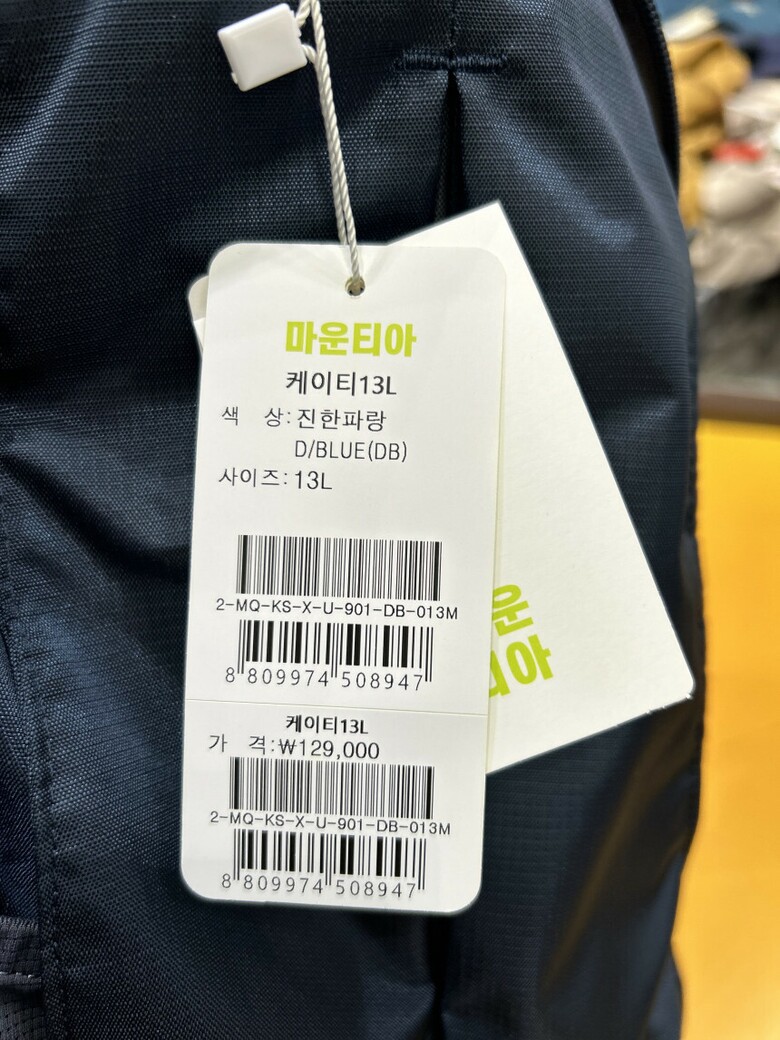 마운티아
케이티13L
색 상:진한파랑
D/BLUE(DB)
사이즈:13L
2-MQ-KS-X-U-901-DB-013M
8 809974 508947
케이티13L
가 격:₩129,000
2-MQ-KS-X-U-901-DB-013M
8 809974 508947
운
티아